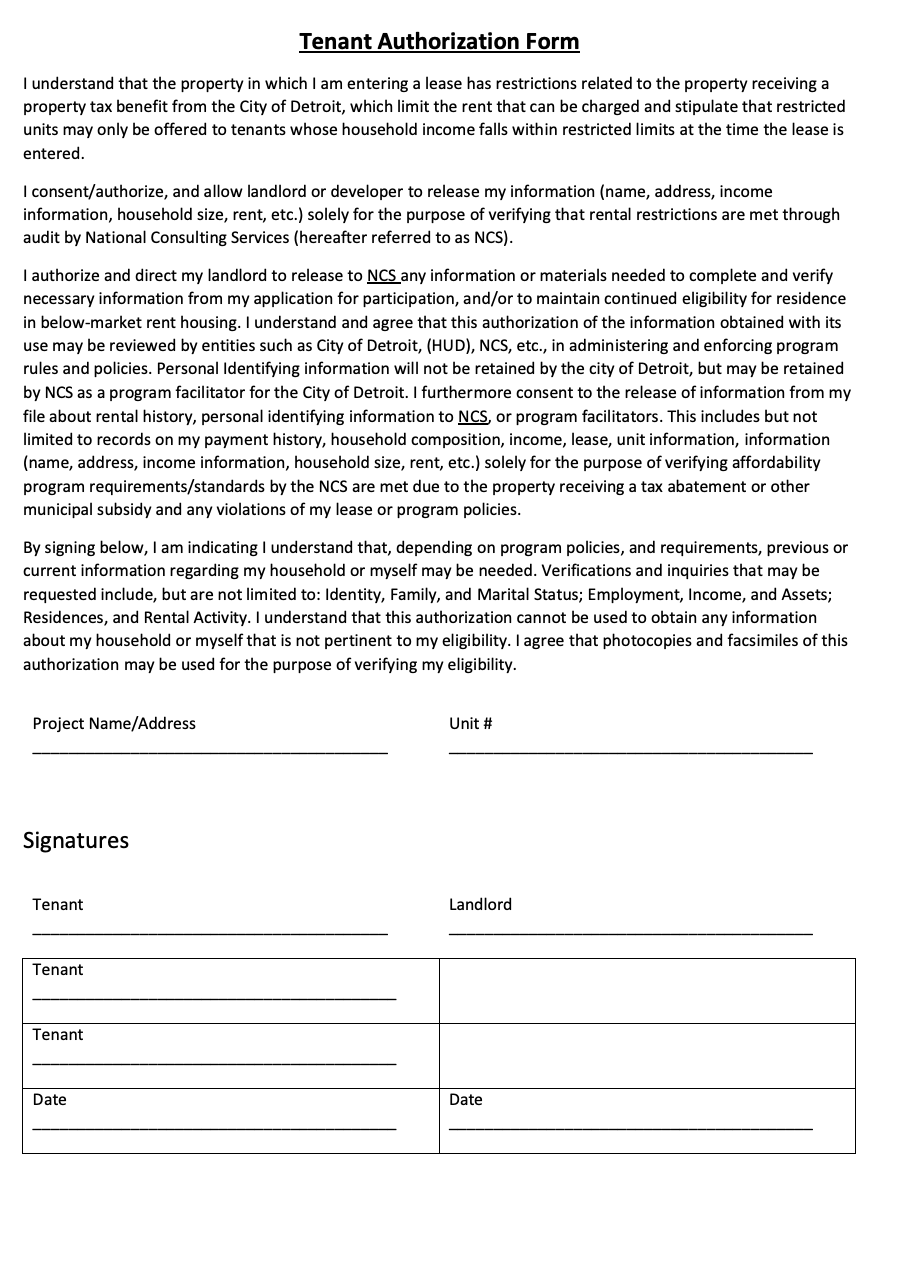 Tenant Authorization Form
I understand that the property in which I am entering a lease has restrictions related to the property receiving a
property tax benefit from the City of Detroit, which limit the rent that can be charged and stipulate that restricted
units may only be offered to tenants whose household income falls within restricted limits at the time the lease is
entered.
I consent/authorize, and allow landlord or developer to release my information (name, address, income
information, household size, rent, etc.) solely for the purpose of verifying that rental restrictions are met through
audit by National Consulting Services (hereafter referred to as NCS).
I authorize and direct my landlord to release to NCS any information or materials needed to complete and verify
necessary information from my application for participation, and/or to maintain continued eligibility for residence
in below-market rent housing. I understand and agree that this authorization of the information obtained with its
use may be reviewed by entities such as City of Detroit, (HUD), NCS, etc., in administering and enforcing program
rules and policies. Personal Identifying information will not be retained by the city of Detroit, but may be retained
by NCS as a program facilitator for the City of Detroit. I furthermore consent to the release of information from my
file about rental history, personal identifying information to NCS, or program facilitators. This includes but not
limited to records on my payment history, household composition, income, lease, unit information, information
(name, address, income information, household size, rent, etc.) solely for the purpose of verifying affordability
program requirements/standards by the NCS are met due to the property receiving a tax abatement or other
municipal subsidy and any violations of my lease or program policies.
By signing below, I am indicating I understand that, depending on program policies, and requirements, previous or
current information regarding my household or myself may be needed. Verifications and inquiries that may be
requested include, but are not limited to: Identity, Family, and Marital Status; Employment, Income, and Assets;
Residences, and Rental Activity. I understand that this authorization cannot be used to obtain any information
about my household or myself that is not pertinent to my eligibility. I agree that photocopies and facsimiles of this
authorization may be used for the purpose of verifying my eligibility.
Project Name/Address
Unit #
Signatures
Tenant
Landlord
Tenant
Tenant
Date
Date